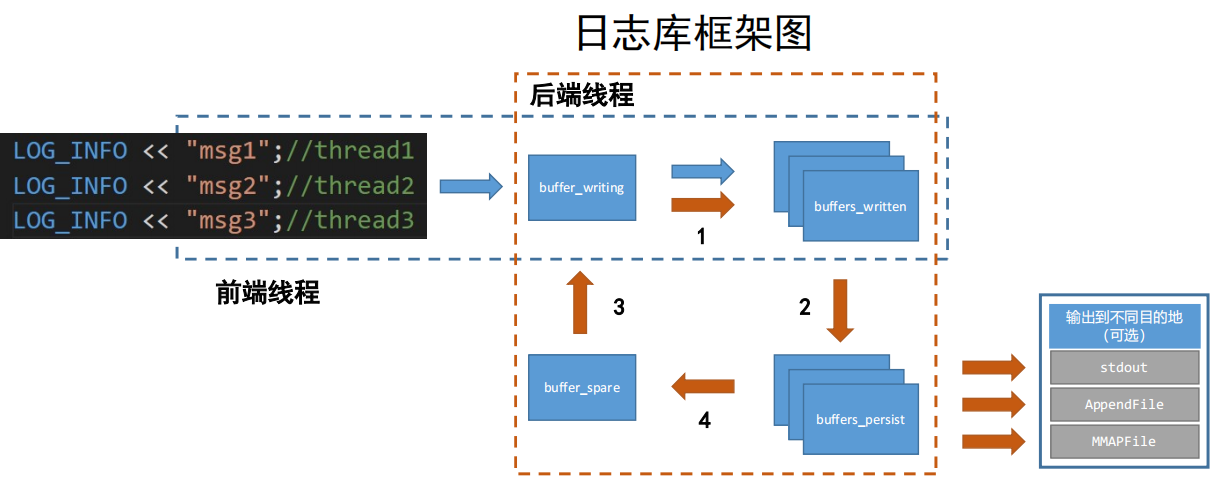 日志库框架图
后端线程
LOG_INFO << "msg1";//thread1
LOG_INFO << "msg2";//thread2
LOG_INFO << "msg3";//thread3
buffer_writing
1
buffers_written
前端线程
3
2
buffer_spare
4
buffers_persist
输出到不同目的地
（可选）
stdout
AppendFile
MMAPFile